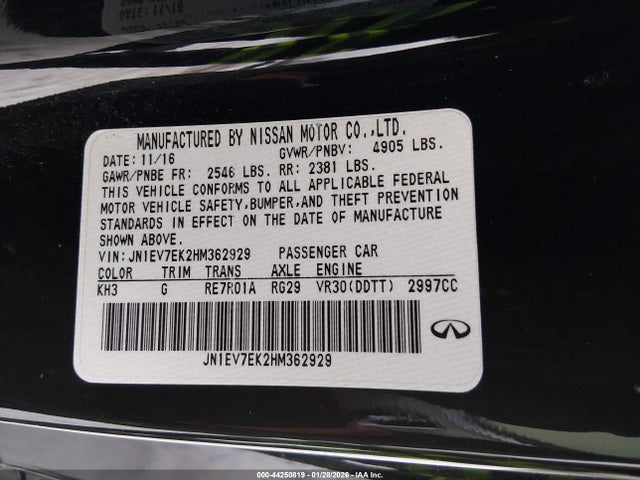 DATE: 11/16
MANUFACTURED BY NISSAN MOTOR CO.,LTD.
DATE: 11/16 GVWR/PNBV: 4905 LBS.
GAWR/PNBE FR: 2546 LBS. RR: 2381 LBS.
THIS VEHICLE CONFORMS TO ALL APPLICABLE FEDERAL
MOTOR VEHICLE SAFETY,BUMPER,AND THEFT PREVENTION
STANDARDS IN EFFECT ON THE DATE OF MANUFACTURE
SHOWN ABOVE.
VIN:JN1EV7EK2HM362929 PASSENGER CAR
COLOR TRIM TRANS AXLE ENGINE
KH3 G RE7R01A RG29 VR30(DDTT) 2997CC
JN1EV7EK2HM362929
000-44250819 - 01/28/2026 - IAA Inc.